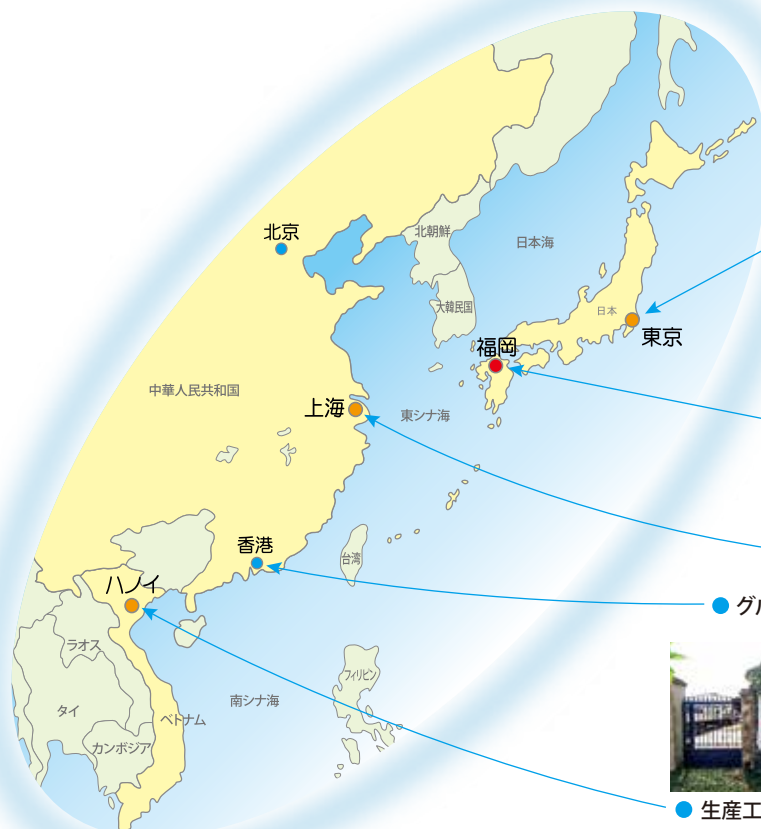 北京
北朝鮮
日本海
大韓民国
日本
東京
福岡
中華人民共和国
上海
東シナ海
香港
台湾
ハノイ
● グル
ラオス
フィリピン
南シナ海
タイ
ベトナム
カンボジア
● 生産工